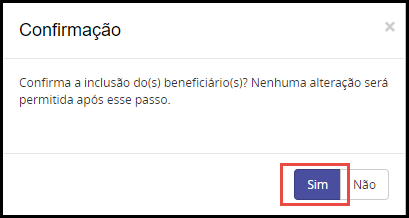 Confirmação
×
Confirma a inclusão do(s) beneficiário(s)? Nenhuma alteração será
permitida após esse passo.
Sim Não